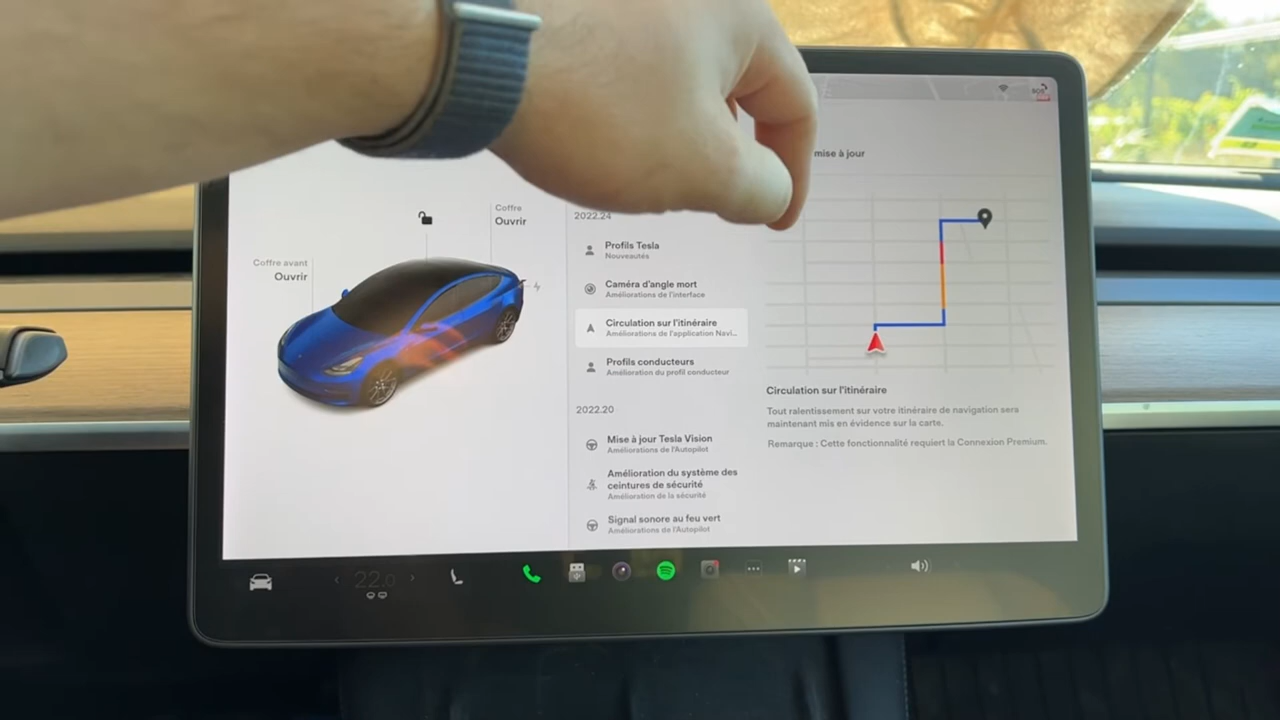 SOS
mise à jour
Coffre
Ouvrir
Coffre avant
Ouvrir
2022.24
Profils Tesla
Nouveautés
Caméra d'angle mort
Améliorations de l'interface
Circulation sur l'itinéraire
Améliorations de l'application Navi...
Profils conducteurs
Amélioration du profil conducteur
2022.20
Mise à jour Tesla Vision
Améliorations de l'Autopilot
Amélioration du système des
ceintures de sécurité
Amélioration de la sécurité
Signal sonore au feu vert
Améliorations de l'Autopilot
Circulation sur l'itinéraire
Tout ralentissement sur votre itinéraire de navigation sera
maintenant mis en évidence sur la carte.
Remarque : Cette fonctionnalité requiert la Connexion Premium.
22.0